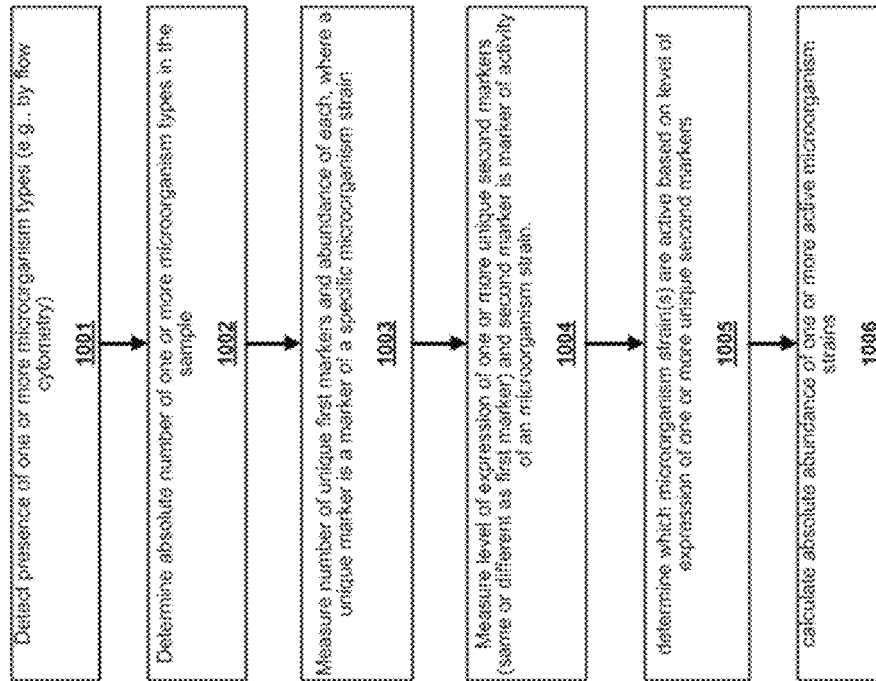 Detect presence of one or more microorganism types (e.g., by flow
cytometry)
1001
Determine absolute number of one or more microorganism types in the
sample
1002
Measure number of unique first markers and abundance of each, where a
unique marker is a marker of a specific microorganism strain
1003
Measure level of expression of one or more unique second markers
(same or different as first marker) and second marker is marker of activity
of an microorganism strain.
1004
determine which microorganism strain(s) are active based on level of
expression of one or more unique second markers
1005
calculate absolute abundance of one or more active microorganism
strains
1006